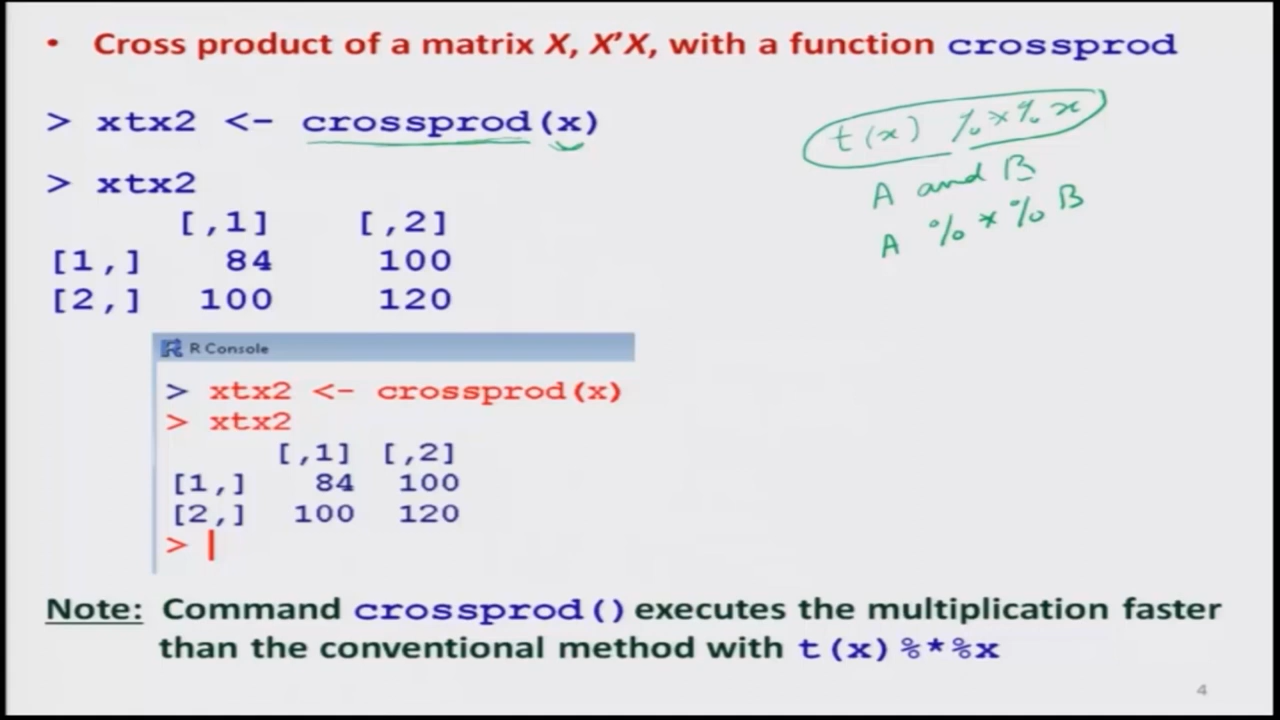 • Cross product of a matrix X, X'X, with a function crossprod
> xtx2 <- crossprod(x)
t(x) %*% x
A and B
A %*% B
> xtx2
[,1] [,2]
[1,] 84 100
[2,] 100 120
R Console
> xtx2 <- crossprod(x)
> xtx2
[,1] [,2]
[1,] 84 100
[2,] 100 120
>
Note: Command crossprod() executes the multiplication faster
than the conventional method with t(x)%*%x
4